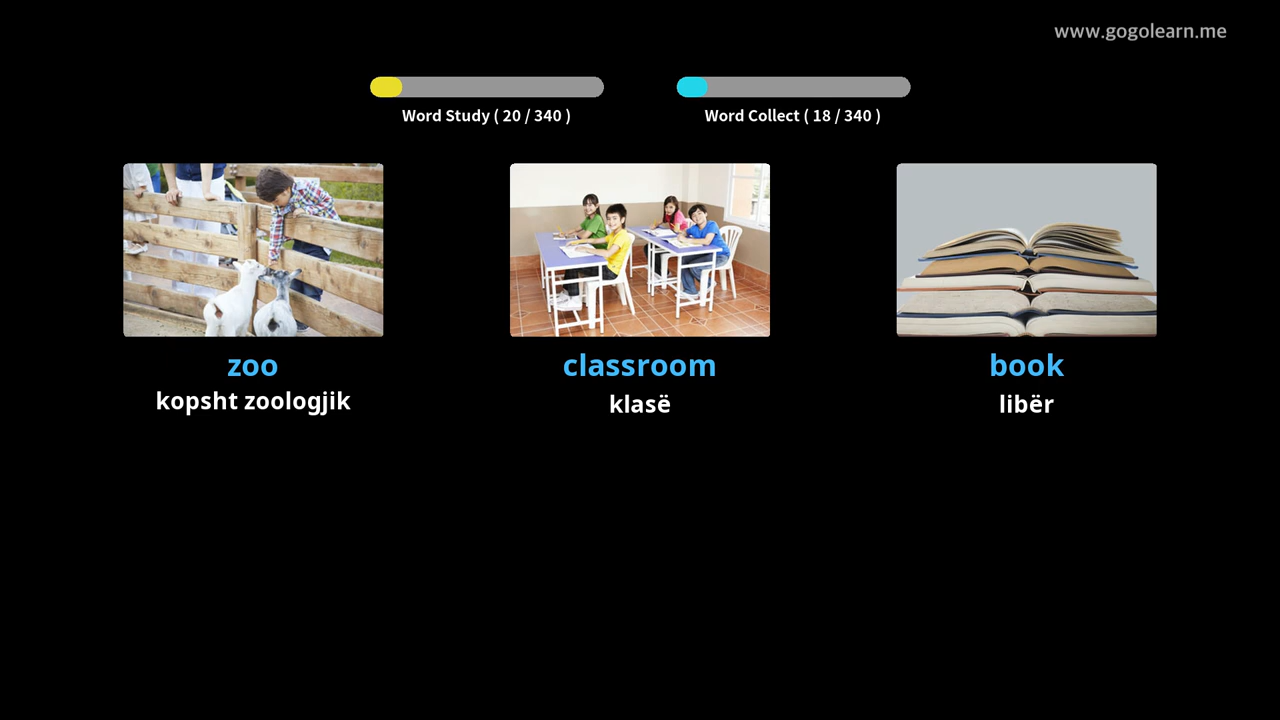 www.gogolearn.me
Word Study ( 20 / 340 )
Word Collect ( 18 / 340 )
zoo
kopsht zoologjik
classroom
klasë
book
libër